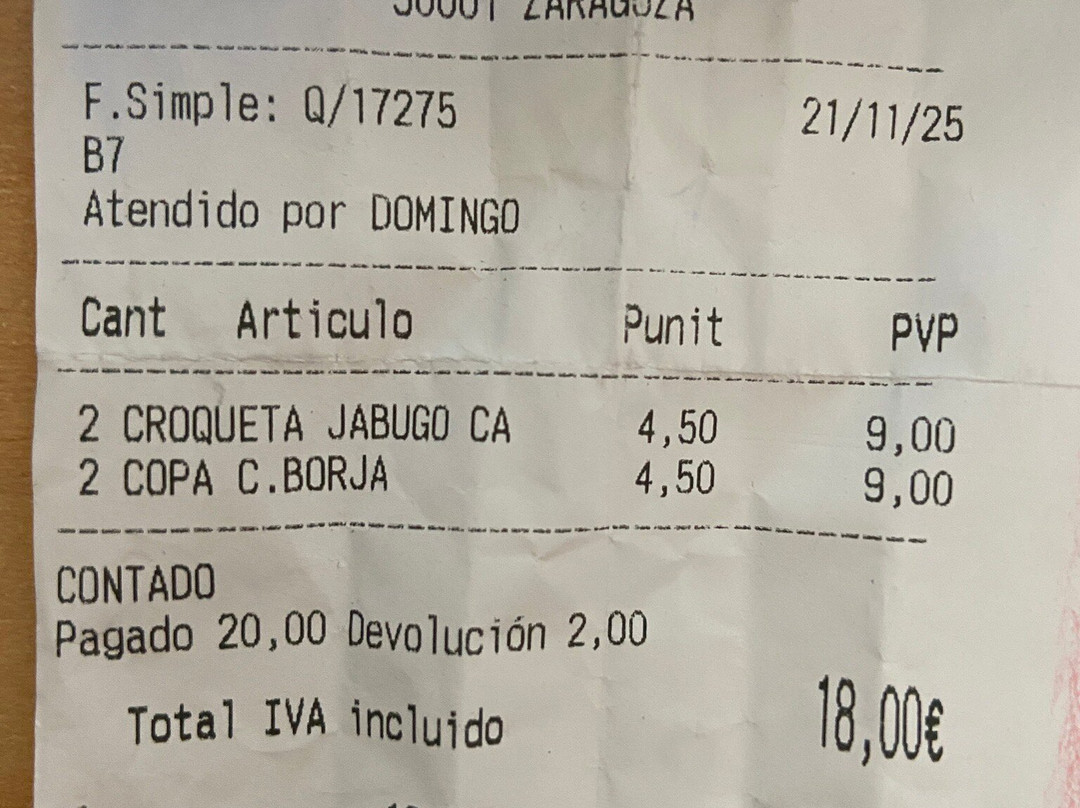 ZARAGOZA
F.Simple: Q/17275 21/11/25
B7
Atendido por DOMINGO
Cant Articulo Punit PVP
2 CROQUETA JABUGO CA 4,50 9,00
2 COPA C.BORJA 4,50 9,00
CONTADO
Pagado 20,00 Devolución 2,00
Total IVA incluido 18,00€